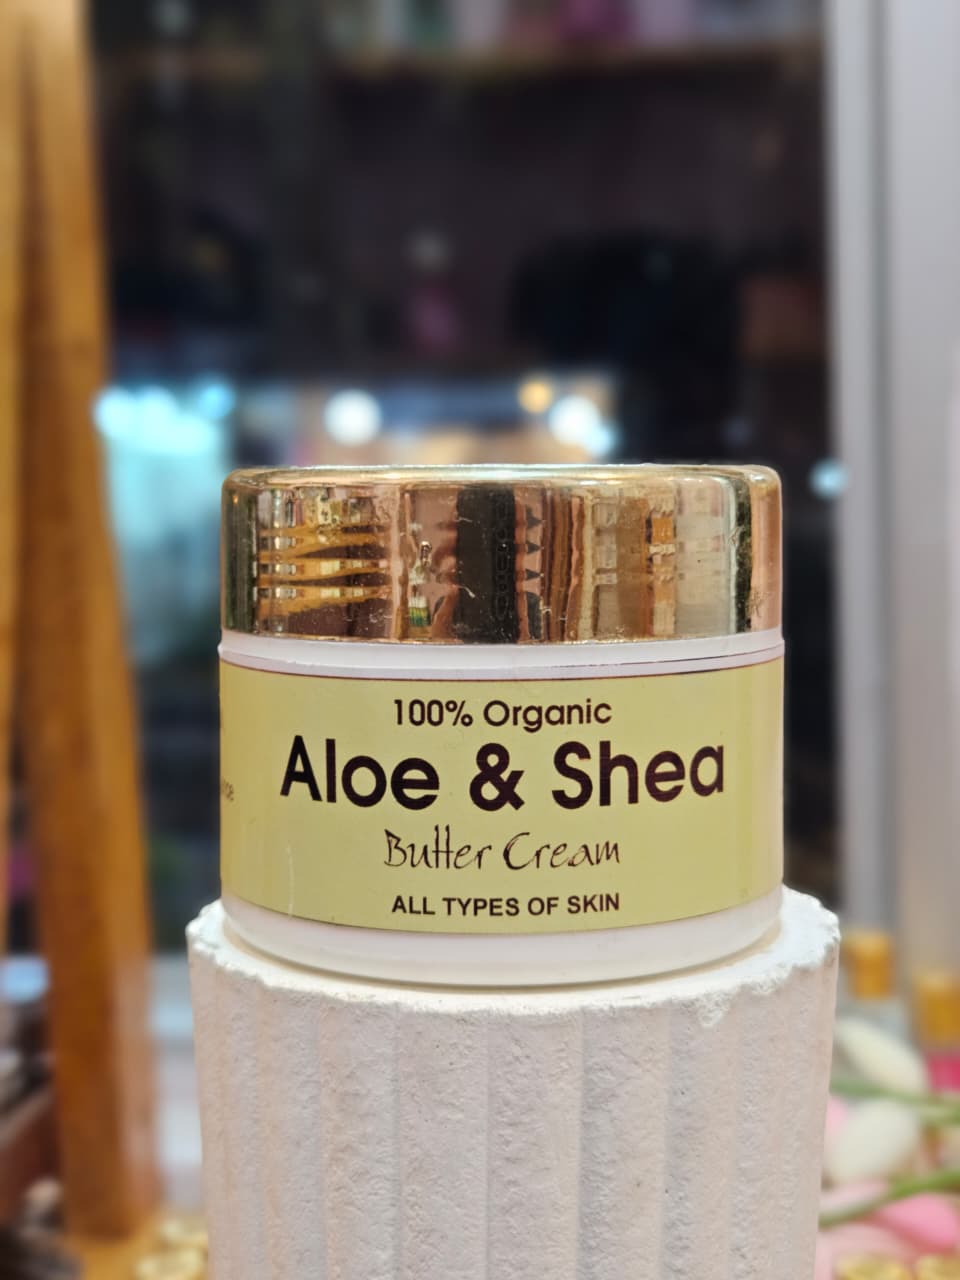 100% Organic
Aloe & Shea
Butter Cream
ALL TYPES OF SKIN